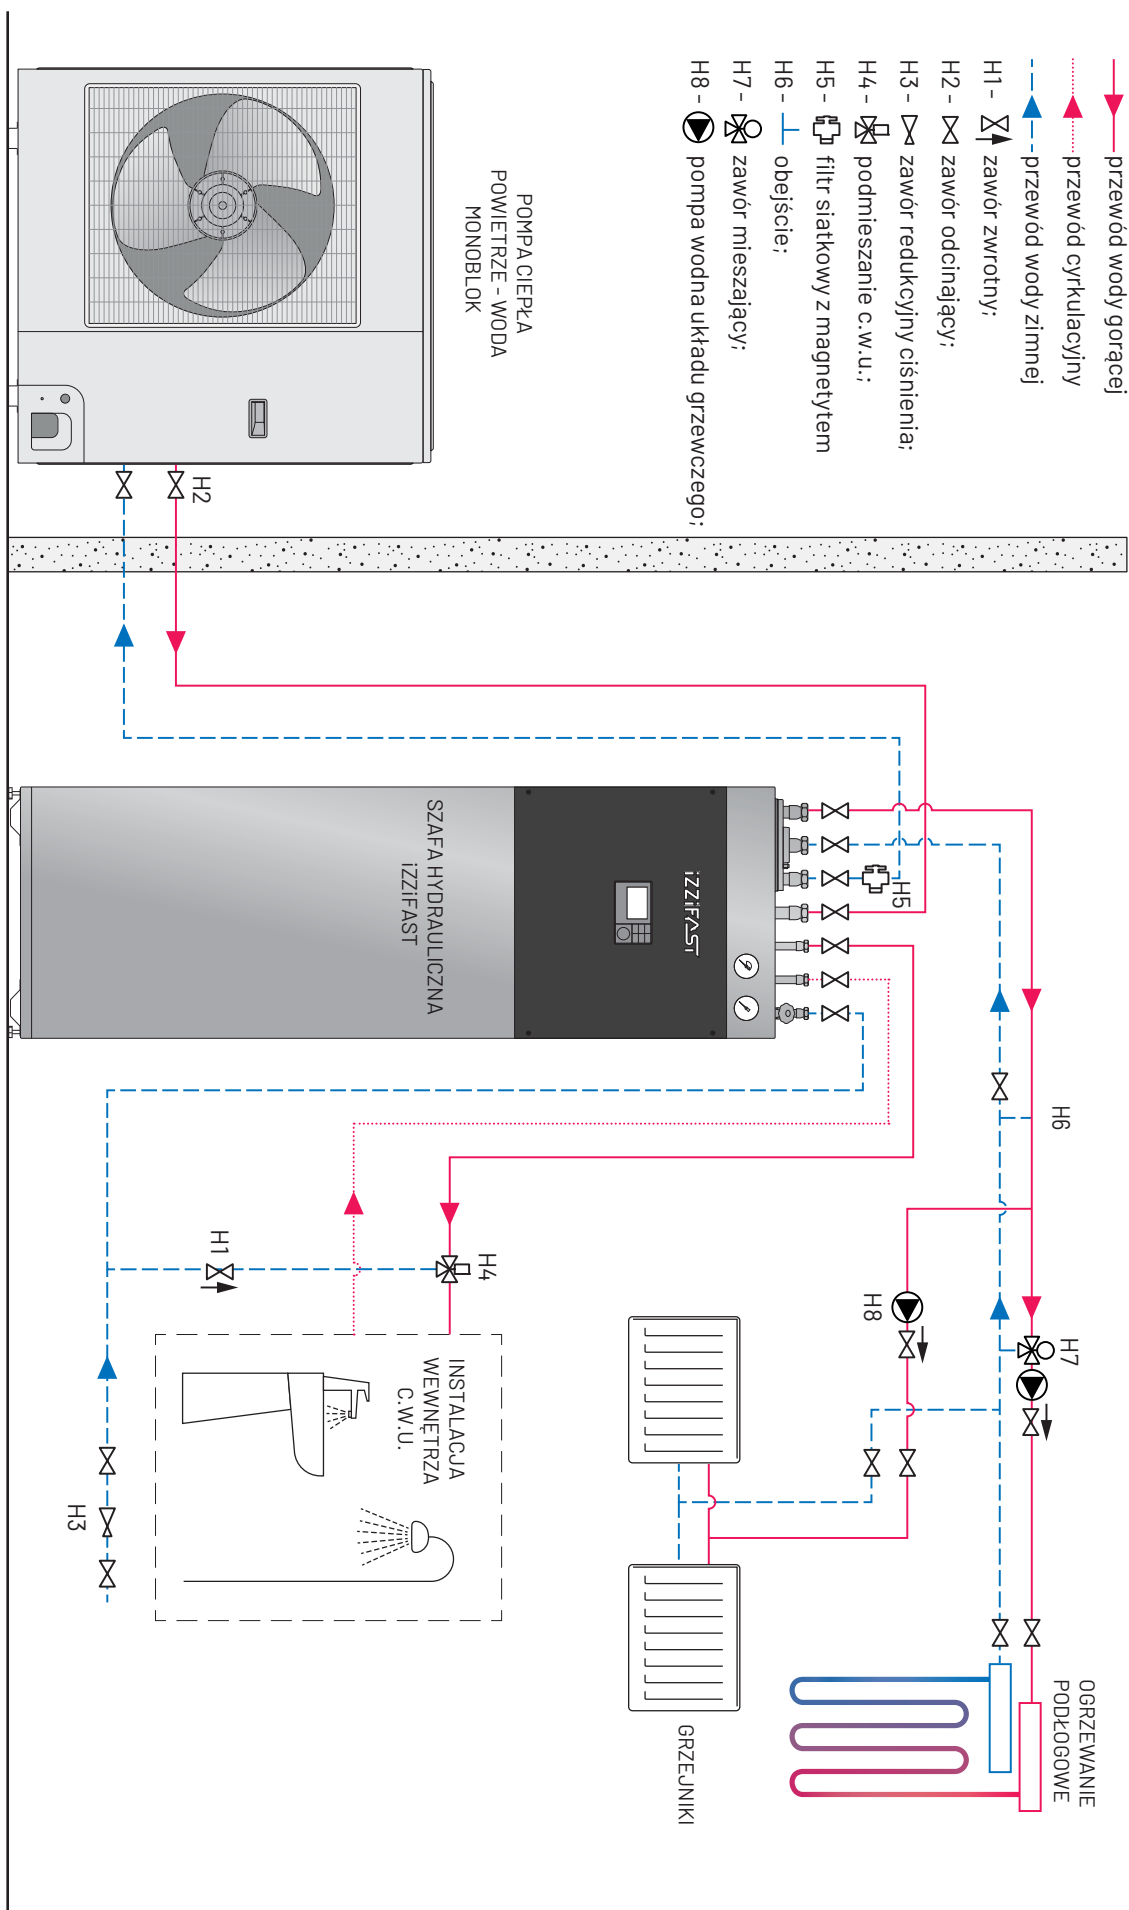 przewód wody gorącej
przewód cyrkulacyjny
przewód wody zimnej
H1 - zawór zwrotny;
H2 - zawór odcinający;
H3 - zawór redukcyjny ciśnienia;
H4 - podmieszanie c.w.u.;
H5 - filtr siatkowy z magnetytem
H6 - obejście;
H7 - zawór mieszający;
H8 - pompa wodna układu grzewczego;
POMPA CIEPŁA
POWIETRZE - WODA
MONOBLOK
H2
SZAFA HYDRAULICZNA
iZZiFAST
iZZiFAST
H5
H6
H7
H8
H4
H1
H3
INSTALACJA
WEWNĘTRZA
C.W.U.
GRZEJNIKI
OGRZEWANIE
PODŁOGOWE